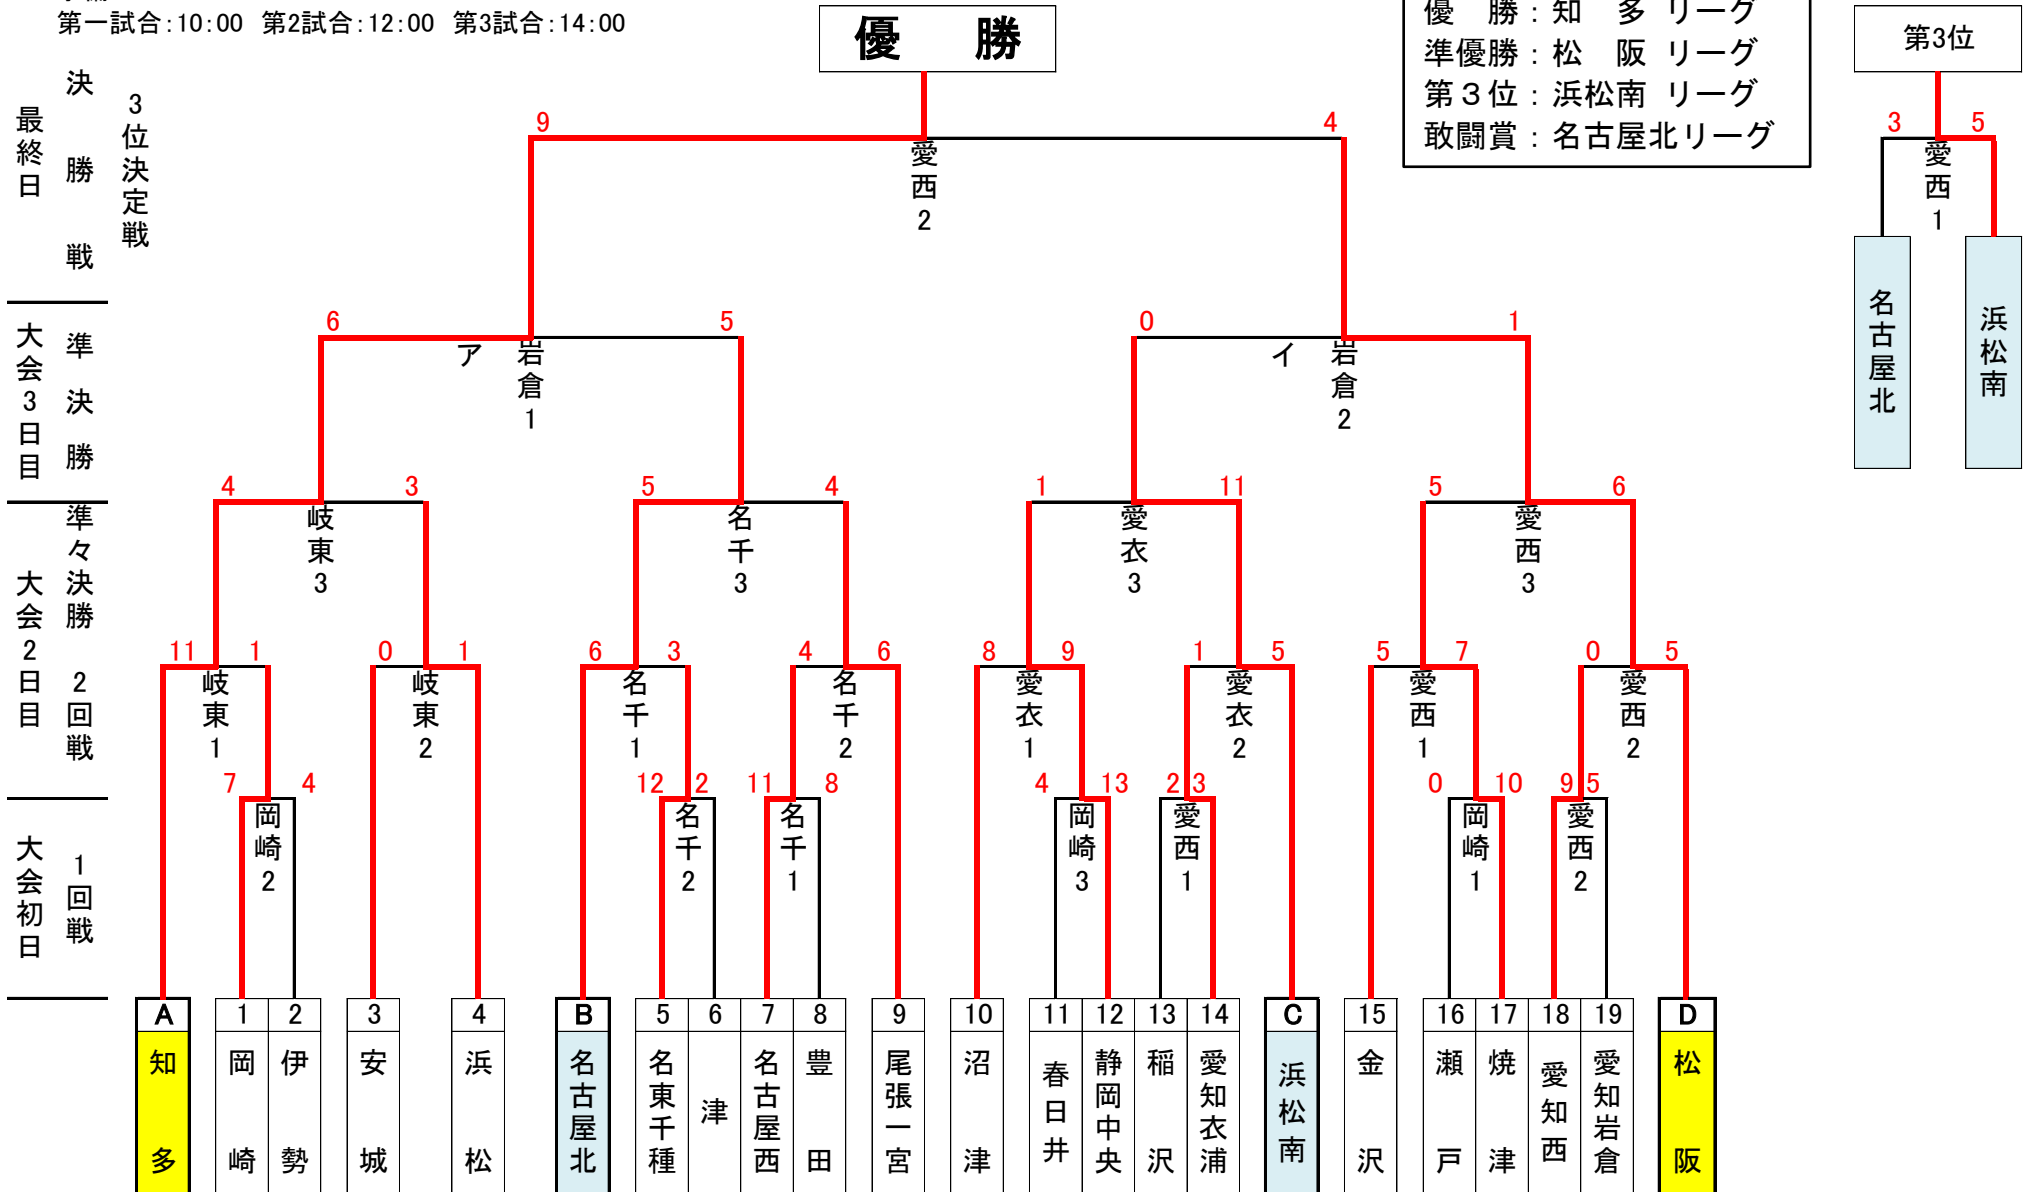 第一試合：10:00 第2試合：12:00 第3試合：14:00
優　勝
優　勝：知　多 リーグ
準優勝：松　阪 リーグ
第３位：浜松南 リーグ
敢闘賞：名古屋北リーグ
第3位
最終日
決勝戦
3位決定戦
9
4
愛西2
3
5
愛西1
名古屋北
浜松南
大会3日目
準決勝
6
5
ア
岩倉1
0
1
イ
岩倉2
大会2日目
準々決勝
2回戦
4
3
岐東3
5
4
名千3
1
11
愛衣3
5
6
愛西3
11
1
岐東1
0
1
岐東2
6
3
名千1
4
6
名千2
8
9
愛衣1
1
5
愛衣2
5
7
愛西1
0
5
愛西2
大会初日
1回戦
7
4
岡崎2
12
2
名千2
11
8
名千1
4
13
岡崎3
2
3
愛西1
0
10
岡崎1
9
5
愛西2
A
1
2
3
4
B
5
6
7
8
9
10
11
12
13
14
C
15
16
17
18
19
D
知多
岡崎
伊勢
安城
浜松
名古屋北
名東千種
津
名古屋西
豊田
尾張一宮
沼津
春日井
静岡中央
稲沢
愛知衣浦
浜松南
金沢
瀬戸
焼津
愛知西
愛知岩倉
松阪